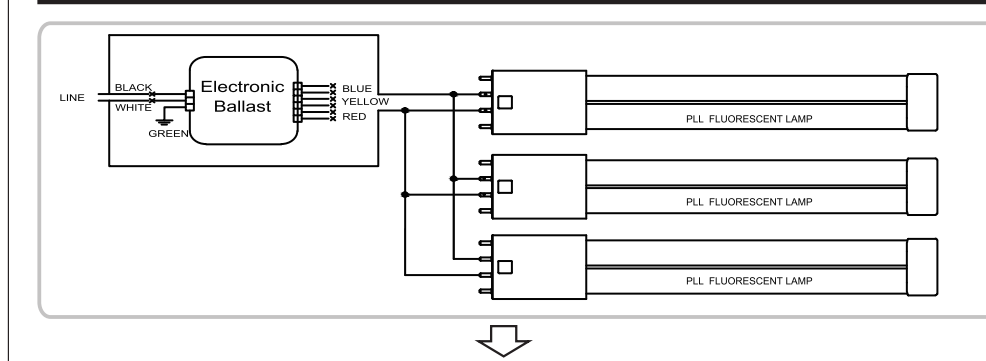 LINE
BLACK
WHITE
GREEN
Electronic
Ballast
BLUE
YELLOW
RED
PLL FLUORESCENT LAMP
PLL FLUORESCENT LAMP
PLL FLUORESCENT LAMP